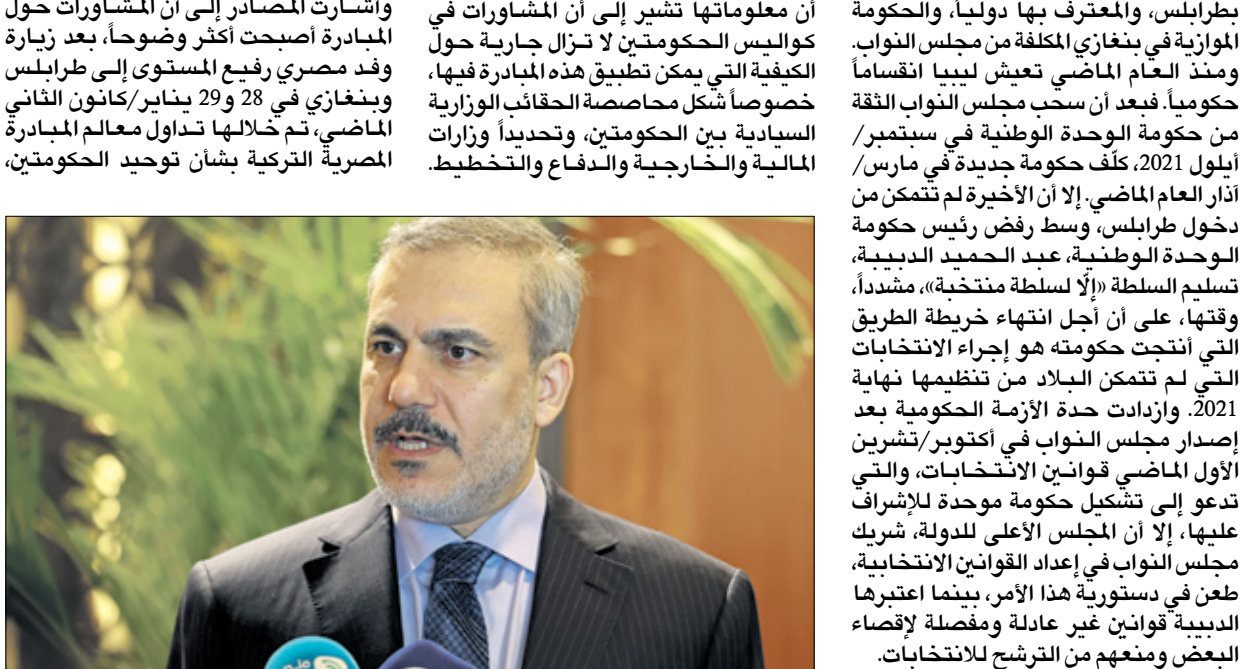 بطرابلس، والمعترف بها دولياً، والحكومة
الموازية في بنغازي المكلفة من مجلس النواب.
ومنذ العام الماضي تعيش ليبيا انقساماً
حكومياً. فبعد أن سحب مجلس النواب الثقة
من حكومة الوحدة الوطنية في سبتمبر/
أيلول 2021، كلّف حكومة جديدة في مارس/
آذار العام الماضي. إلا أن الأخيرة لم تتمكن من
دخول طرابلس، وسط رفض رئيس حكومة
الوحدة الوطنية، عبد الحميد الدبيبة،
تسليم السلطة «إلّا لسلطة منتخبة»، مشدداً،
وقتها، على أن أجل انتهاء خريطة الطريق
التي أنتجت حكومته هو إجراء الانتخابات
التي لم تتمكن البلاد من تنظيمها نهاية
2021. وازدادت حدة الأزمة الحكومية بعد
إصدار مجلس النواب في أكتوبر/تشرين
الأول الماضي قوانين الانتخابات، والتي
تدعو إلى تشكيل حكومة موحدة للإشراف
عليها، إلا أن المجلس الأعلى للدولة، شريك
مجلس النواب في إعداد القوانين الانتخابية،
طعن في دستورية هذا الأمر، بينما اعتبرها
الدبيبة قوانين غير عادلة ومفصلة لإقصاء
البعض ومنعهم من الترشح للانتخابات.
أن معلوماتها تشير إلى أن المشاورات في
كواليس الحكومتين لا تزال جارية حول
الكيفية التي يمكن تطبيق هذه المبادرة فيها،
خصوصاً شكل محاصصة الحقائب الوزارية
السيادية بين الحكومتين، وتحديداً وزارات
المالية والخارجية والدفاع والتخطيط.
وأشارت المصادر إلى أن المشاورات حول
المبادرة أصبحت أكثر وضوحاً، بعد زيارة
وفد مصري رفيع المستوى إلى طرابلس
وبنغازي في 28 و29 يناير/كانون الثاني
الماضي، تم خلالها تداول معالم المبادرة
المصرية التركية بشأن توحيد الحكومتين،